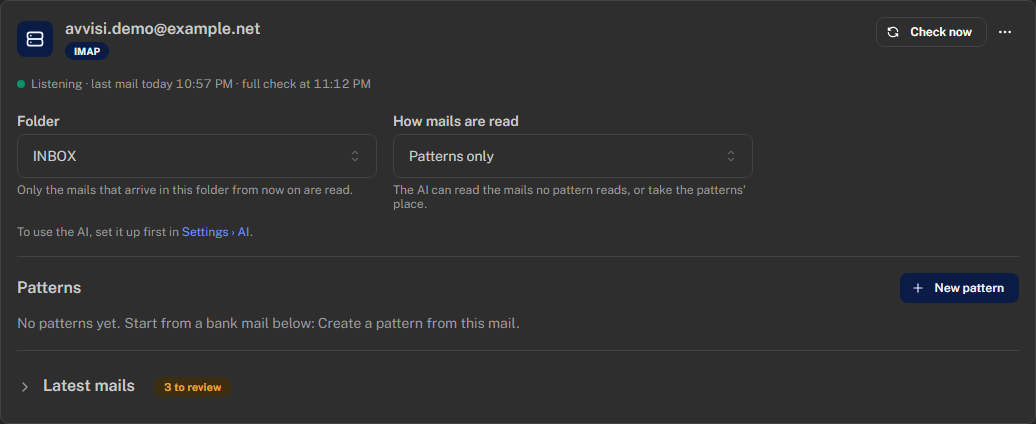 avvisi.demo@example.net
Check now
IMAP
Listening · last mail today 10:57 PM · full check at 11:12 PM
Folder
How mails are read
INBOX
Patterns only
Only the mails that arrive in this folder from now on are read.
The AI can read the mails no pattern reads, or take the patterns'
place.
To use the AI, set it up first in Settings › AI.
Patterns
New pattern
No patterns yet. Start from a bank mail below: Create a pattern from this mail.
Latest mails
3 to review